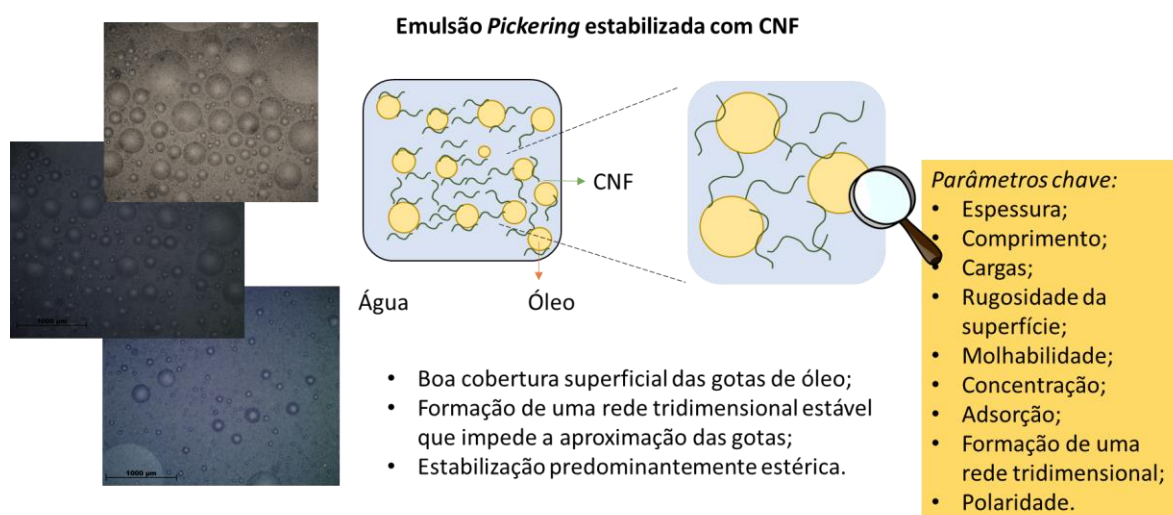 Emulsão Pickering estabilizada com CNF
CNF
Água
Óleo
1000 µm
1000 µm
• Boa cobertura superficial das gotas de óleo;
• Formação de uma rede tridimensional estável
que impede a aproximação das gotas;
• Estabilização predominantemente estérica.
Parâmetros chave:
• Espessura;
• Comprimento;
• Cargas;
• Rugosidade da
superfície;
• Molhabilidade;
• Concentração;
• Adsorção;
• Formação de uma
rede tridimensional;
• Polaridade.